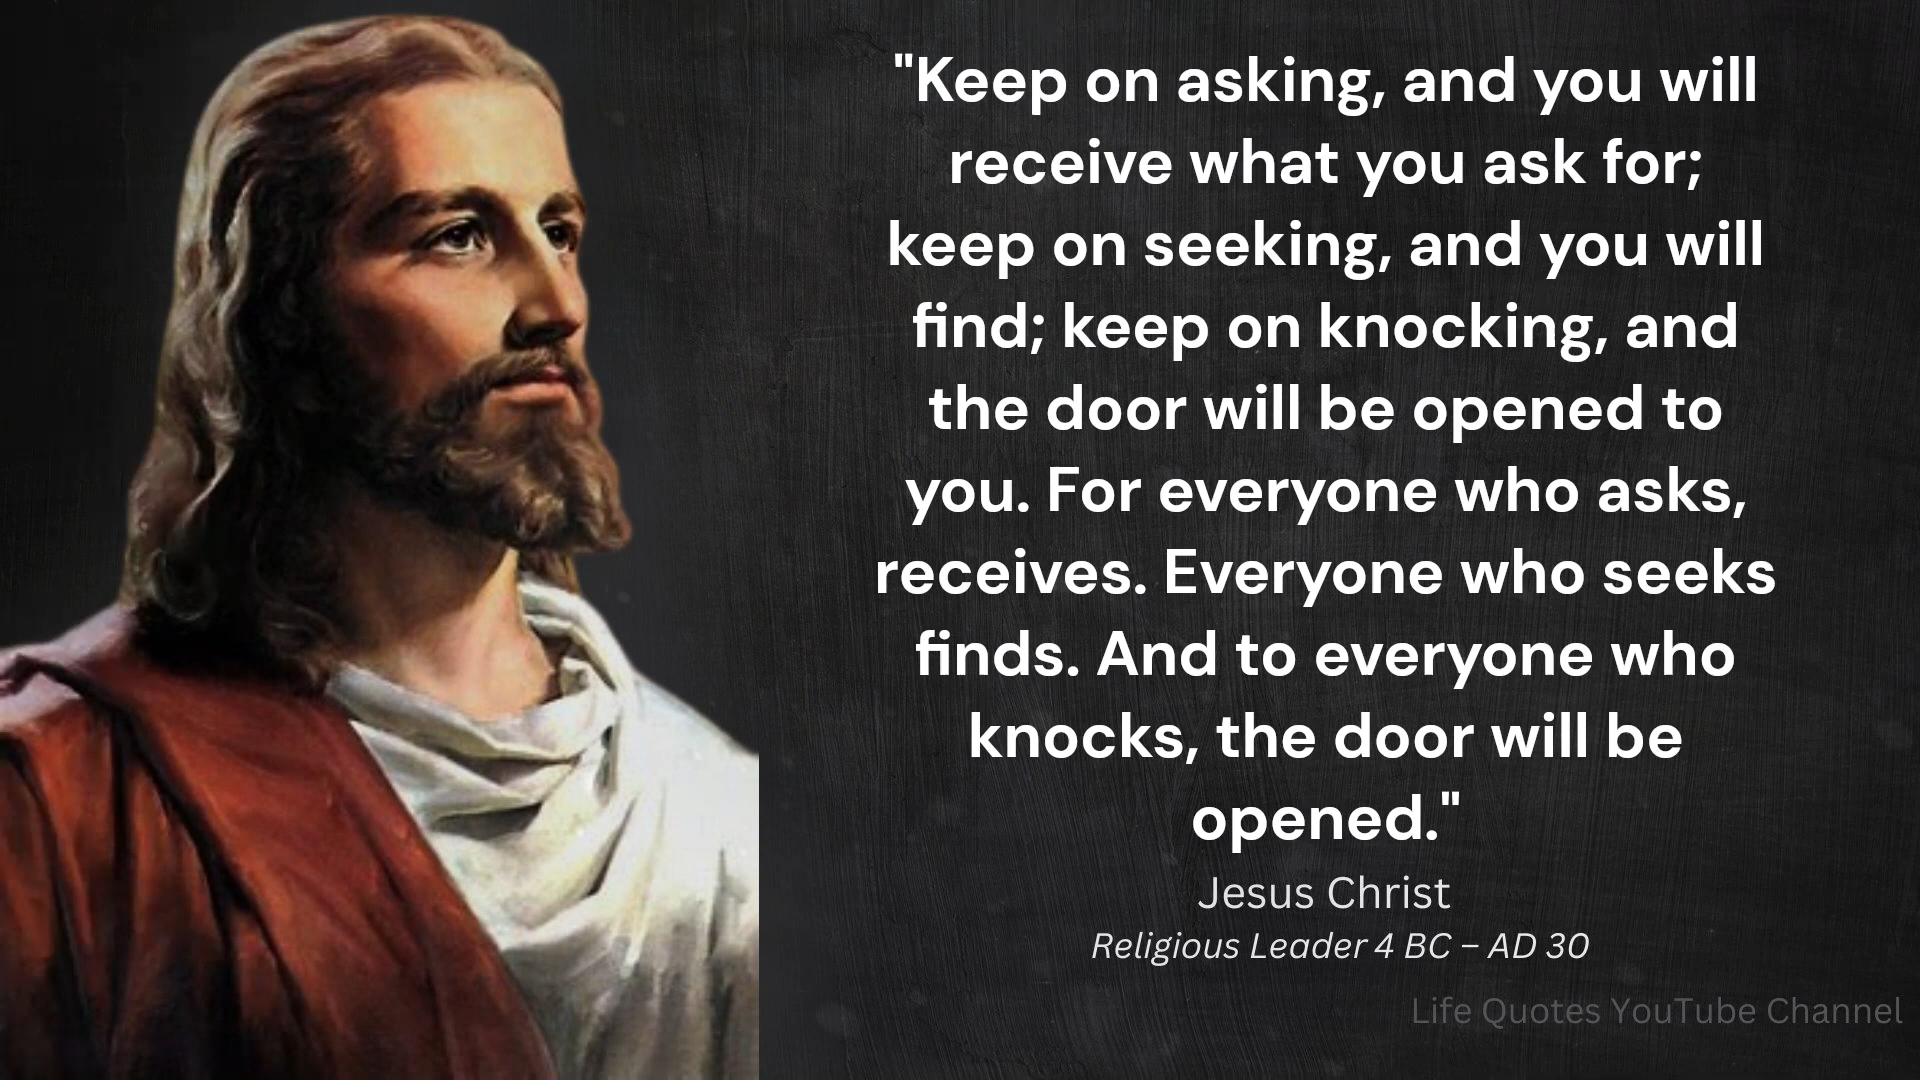 "Keep on asking, and you will
receive what you ask for;
keep on seeking, and you will
find; keep on knocking, and
the door will be opened to
you. For everyone who asks,
receives. Everyone who seeks
finds. And to everyone who
knocks, the door will be
opened."
Jesus Christ
Religious Leader 4 BC – AD 30
Life Quotes YouTube Channel